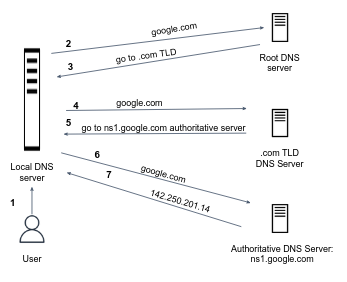 2
google.com
3
go to .com TLD
Root DNS
server
4
google.com
5
go to ns1.google.com authoritative server
.com TLD
DNS Server
Local DNS
server
6
google.com
7
142.250.201.14
1
User
Authoritative DNS Server:
ns1.google.com